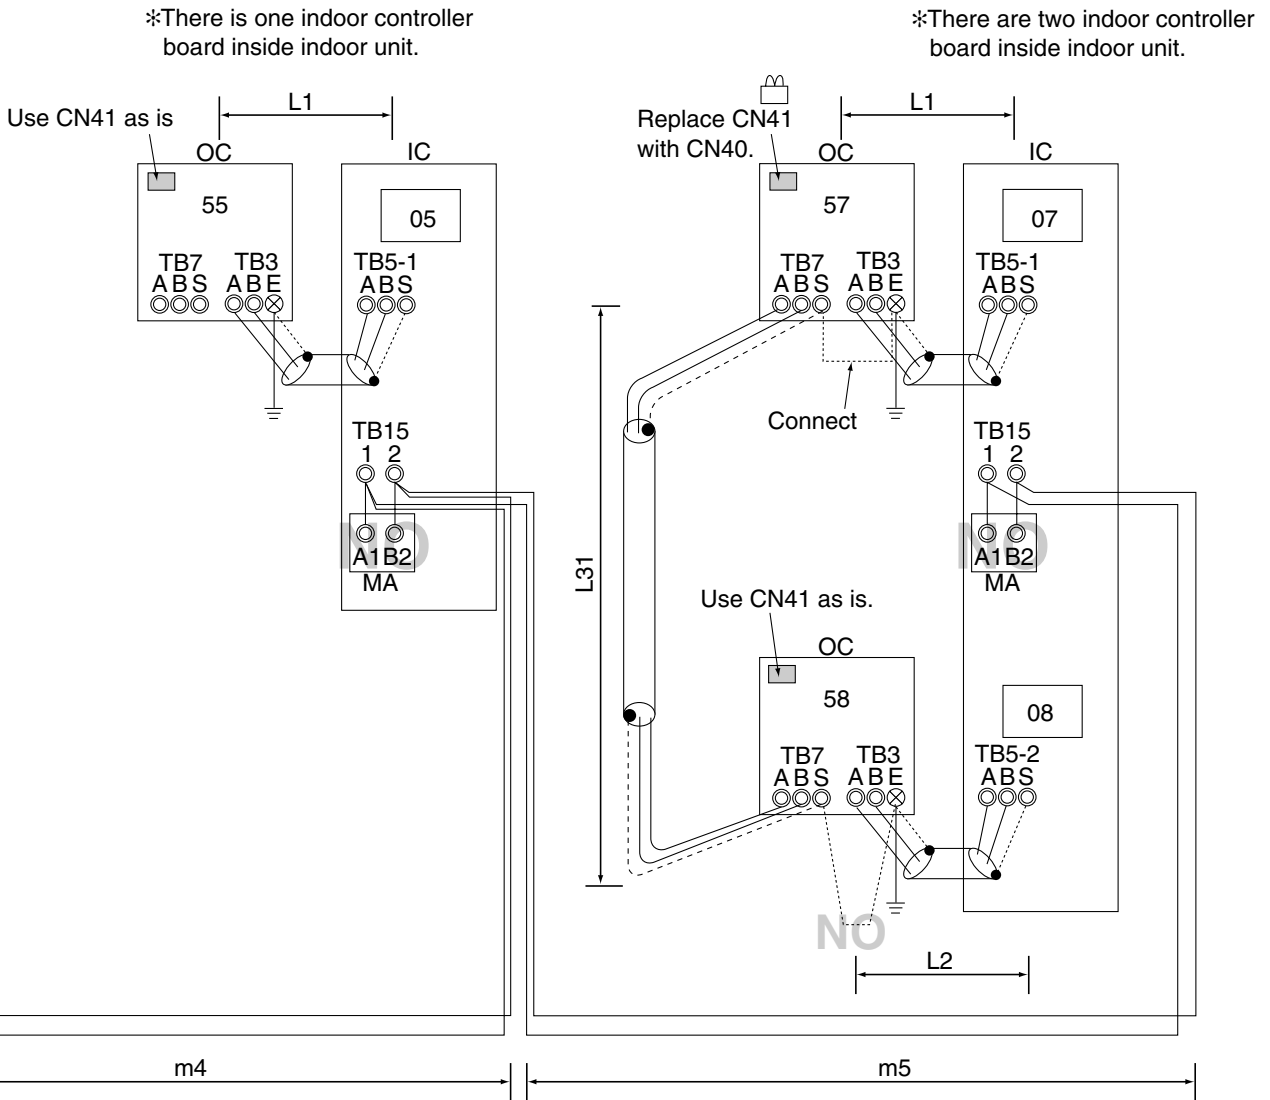 ✻There is one indoor controller
board inside indoor unit.
✻There are two indoor controller
board inside indoor unit.
Use CN41 as is
L1
OC
IC
55
05
TB7
TB3
TB5-1
A B S
A B E
A B S
TB15
1 2
NO
A1 B2
MA
Replace CN41
with CN40.
L1
OC
IC
57
07
TB7
TB3
TB5-1
A B S
A B E
A B S
Connect
TB15
1 2
NO
A1 B2
MA
L31
Use CN41 as is.
OC
58
08
TB7
TB3
TB5-2
A B S
A B E
A B S
NO
L2
m4
m5